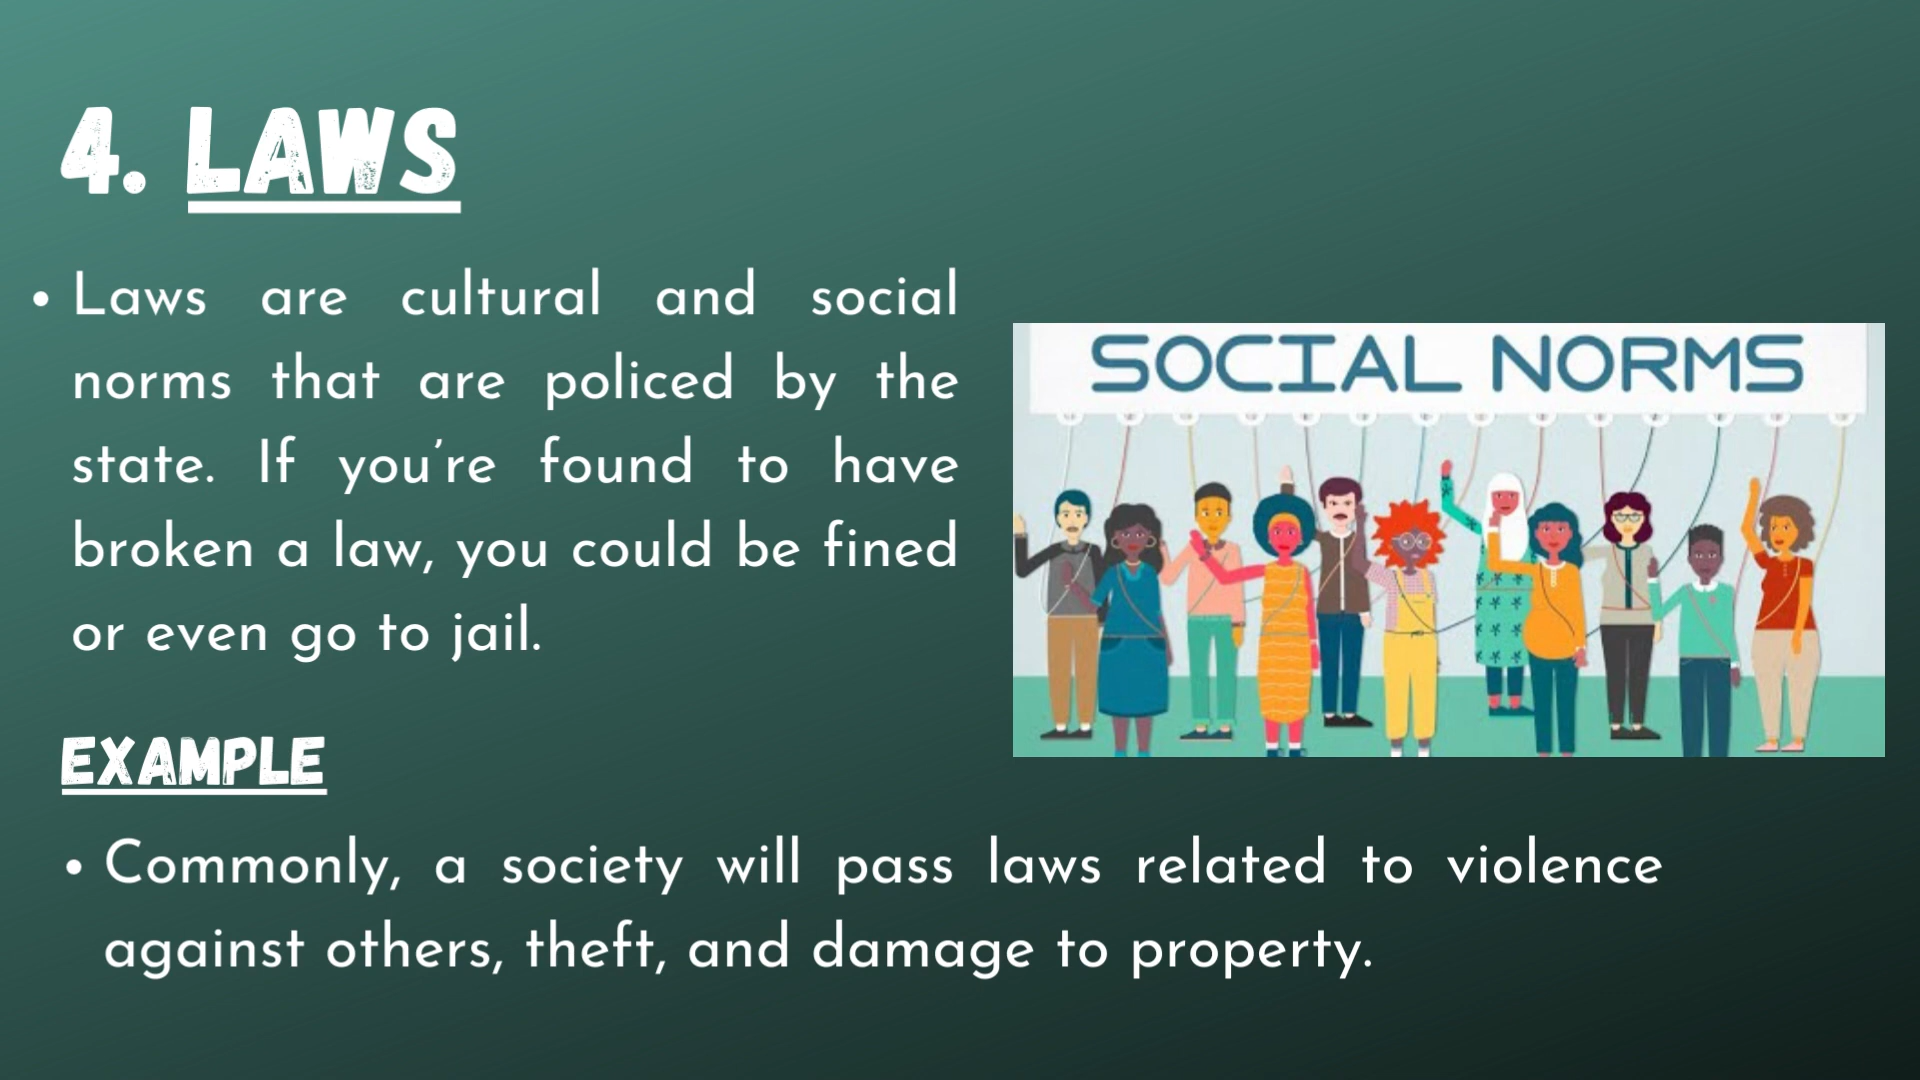 4. LAWS
• Laws are cultural and social
norms that are policed by the
state. If you're found to have
broken a law, you could be fined
or even go to jail.
SOCIAL NORMS
EXAMPLE
• Commonly, a society will pass laws related to violence
against others, theft, and damage to property.